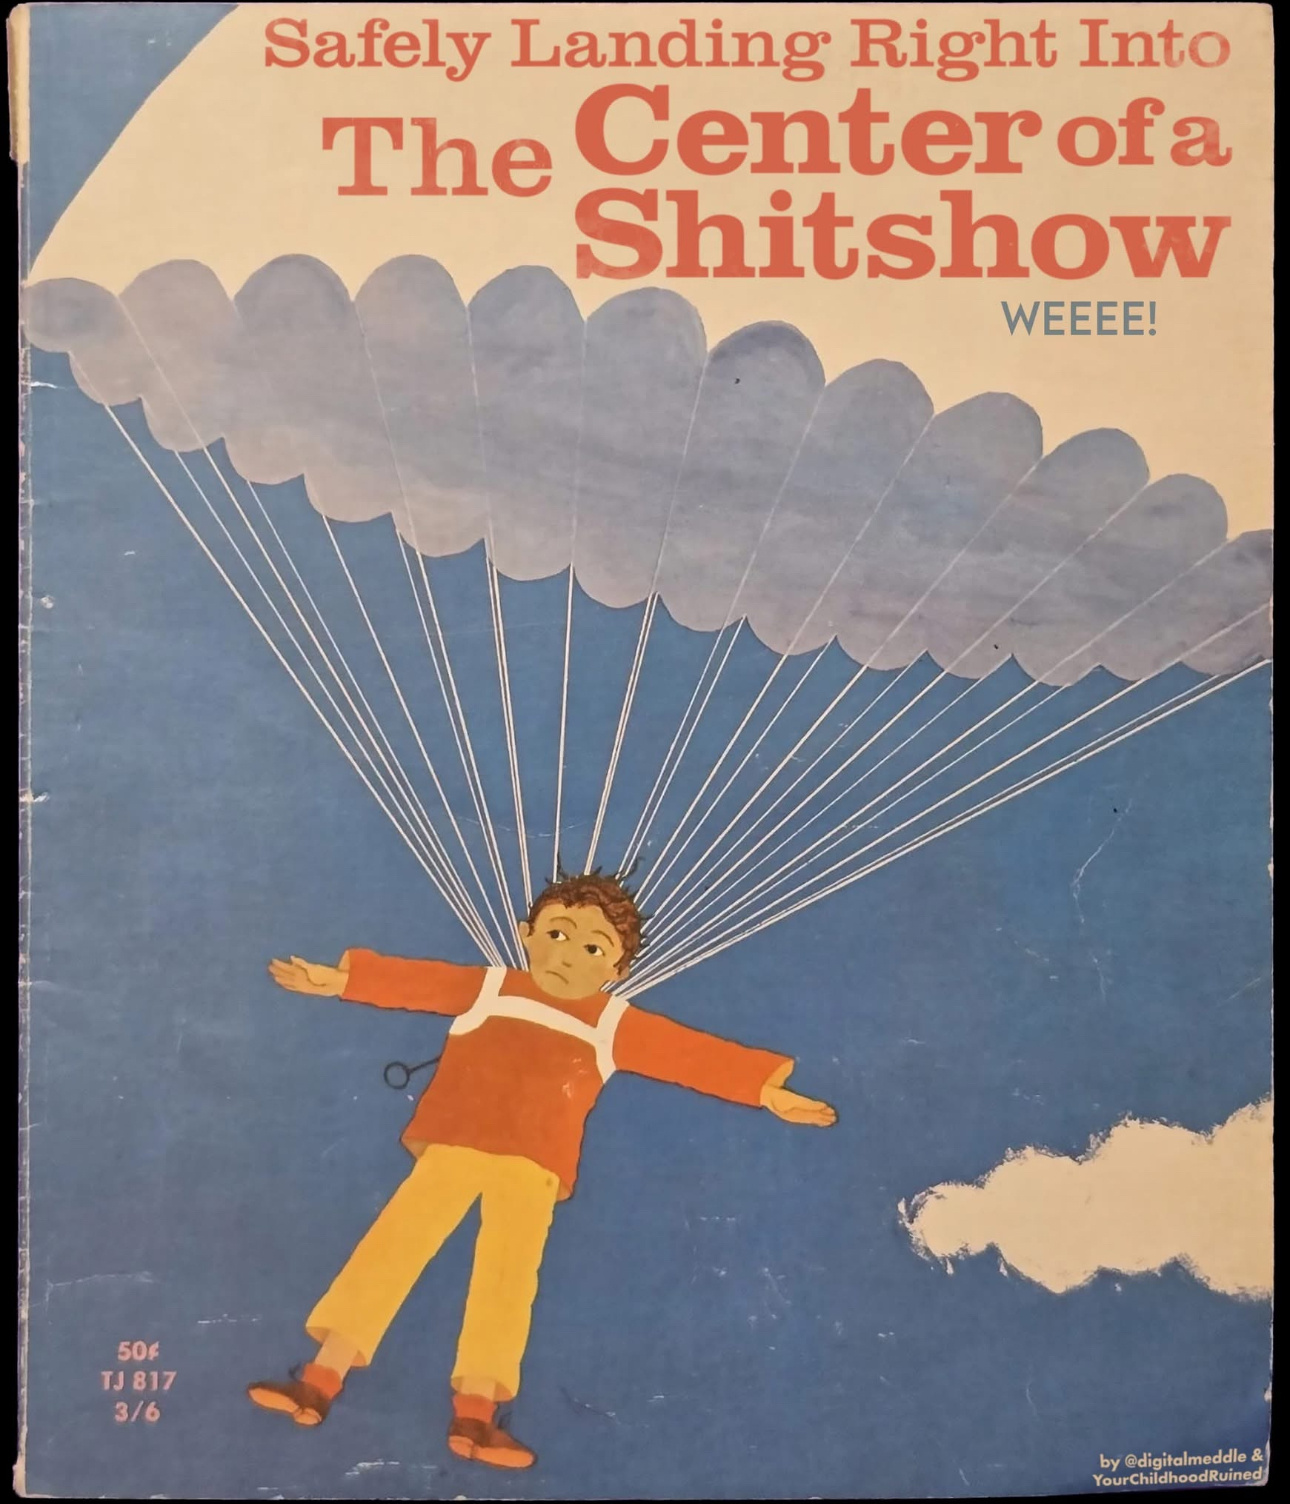 Safely Landing Right Into
The Center of a
Shitshow
WEEEE!
50¢
TJ 817
3/6
by @digitalmeddle &
YourChildhoodRuined